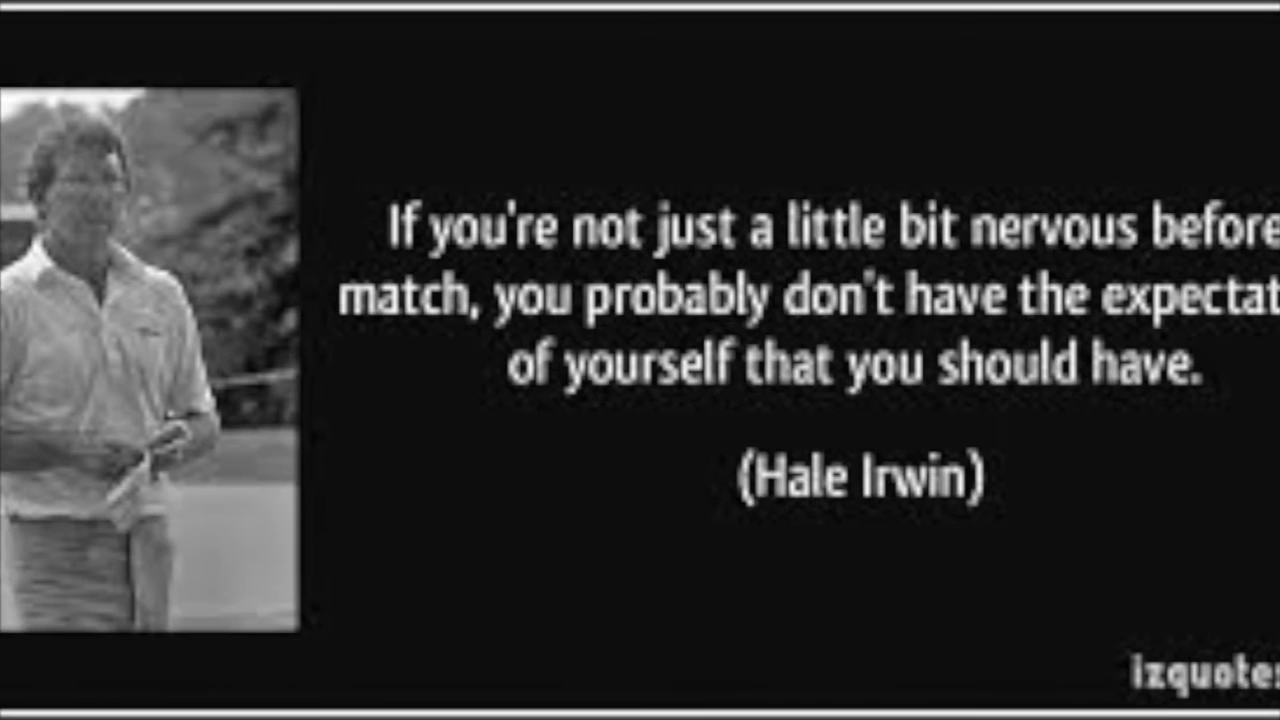 If you're not just a little bit nervous before
match, you probably don't have the expectat
of yourself that you should have.
(Hale Irwin)
izquotes